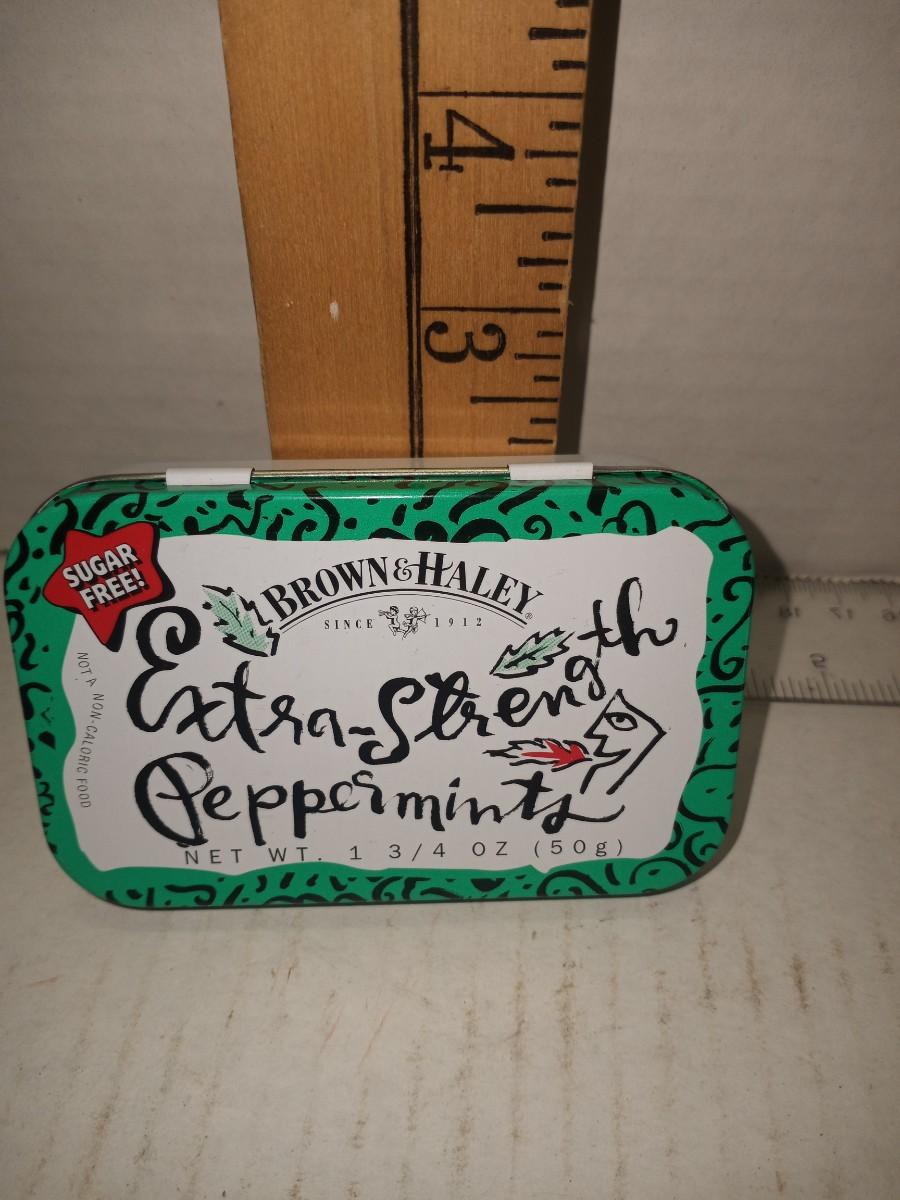 4
3
SUGAR
FREE!
BROWN & HALEY®
SINCE 1912
Extra-Strength
Peppermints
NOT A NON-CALORIC FOOD
NET WT. 1 3/4 OZ (50g)
5